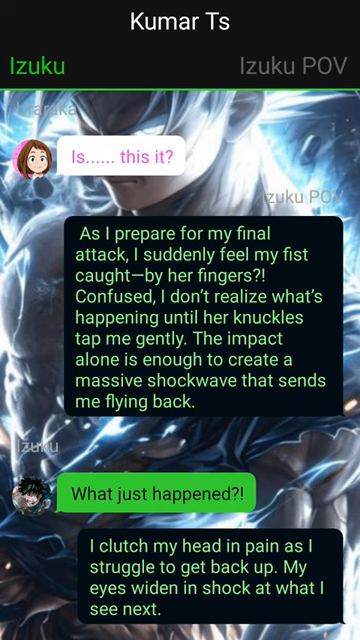 Kumar Ts
Izuku
Izuku POV
Uraraka
Is...... this it?
Izuku POV
As I prepare for my final
attack, I suddenly feel my fist
caught—by her fingers?!
Confused, I don’t realize what’s
happening until her knuckles
tap me gently. The impact
alone is enough to create a
massive shockwave that sends
me flying back.
Izuku
What just happened?!
I clutch my head in pain as I
struggle to get back up. My
eyes widen in shock at what I
see next.